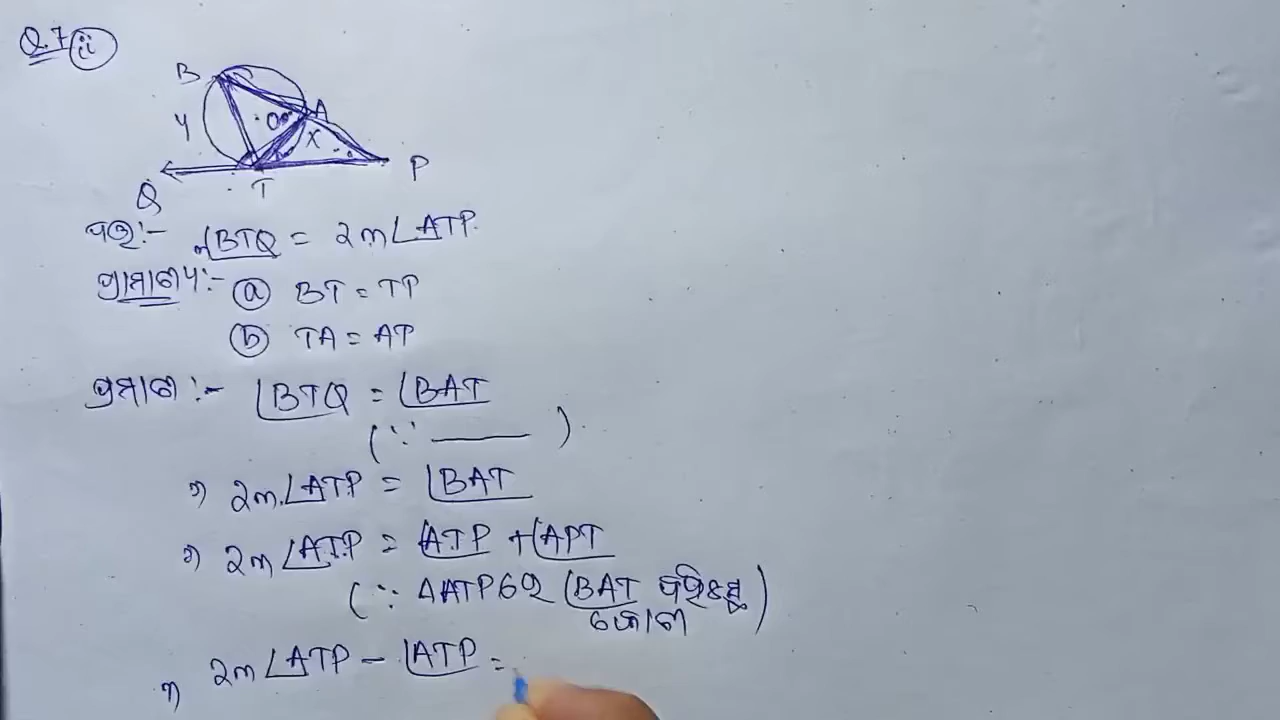 Q.7 ii
B
A
Y
X
P
Q
T
ଦତ୍ତ :- m∠BTQ = 2m∠ATP.
ପ୍ରାମାଣ୍ୟ :- (a) BT = TP
(b) TA = AP
ପ୍ରମାଣ :- ∠BTQ = ∠BAT
(∵ ______ )
⇒ 2m∠ATP = ∠BAT
⇒ 2m∠ATP = ∠ATP + ∠APT
(∵ ΔATPରେ ∠BAT ବହିଃସ୍ଥ
କୋଣ)
⇒ 2m∠ATP - ∠ATP =